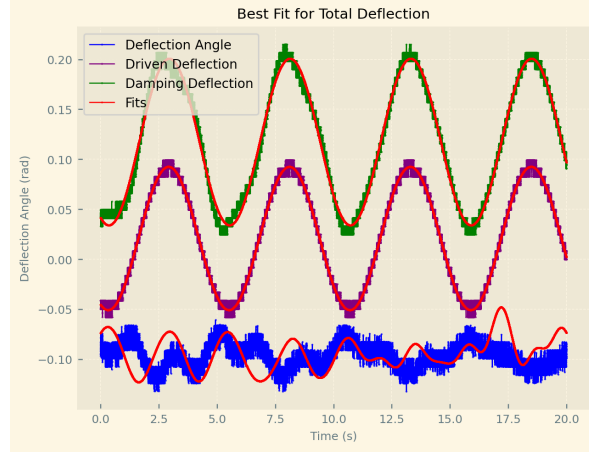 Best Fit for Total Deflection
Deflection Angle
Driven Deflection
Damping Deflection
Fits
Deflection Angle (rad)
0.20
0.15
0.10
0.05
0.00
−0.05
−0.10
0.0 2.5 5.0 7.5 10.0 12.5 15.0 17.5 20.0
Time (s)